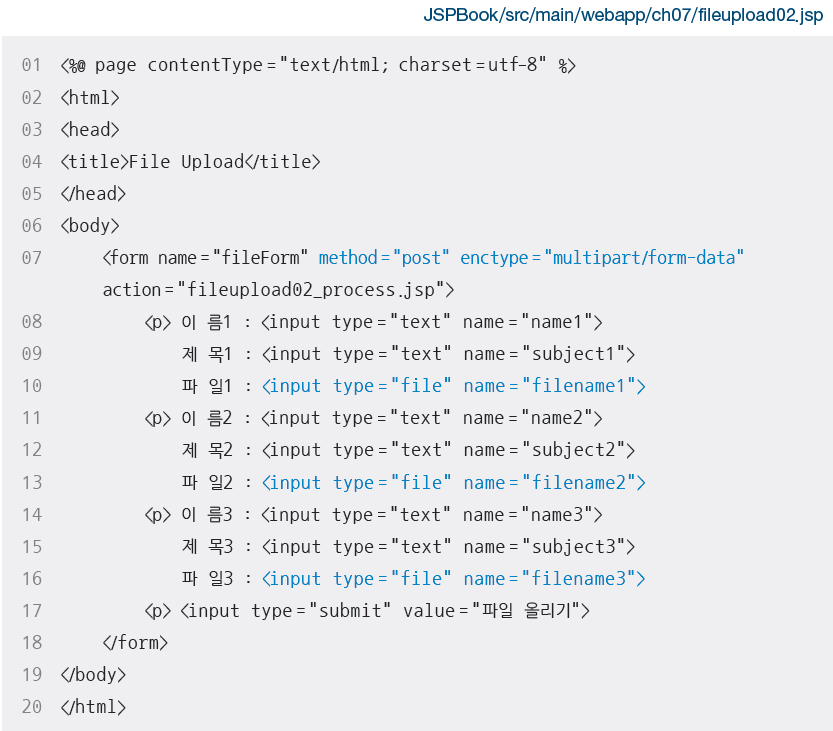 JSPBook/src/main/webapp/ch07/fileupload02.jsp
01 <%@ page contentType="text/html; charset=utf-8" %>
02 <html>
03 <head>
04 <title>File Upload</title>
05 </head>
06 <body>
07 <form name="fileForm" method="post" enctype="multipart/form-data"
action="fileupload02_process.jsp">
08 <p> 이 름1 : <input type="text" name="name1">
09 제 목1 : <input type="text" name="subject1">
10 파 일1 : <input type="file" name="filename1">
11 <p> 이 름2 : <input type="text" name="name2">
12 제 목2 : <input type="text" name="subject2">
13 파 일2 : <input type="file" name="filename2">
14 <p> 이 름3 : <input type="text" name="name3">
15 제 목3 : <input type="text" name="subject3">
16 파 일3 : <input type="file" name="filename3">
17 <p> <input type="submit" value="파일 올리기">
18 </form>
19 </body>
20 </html>